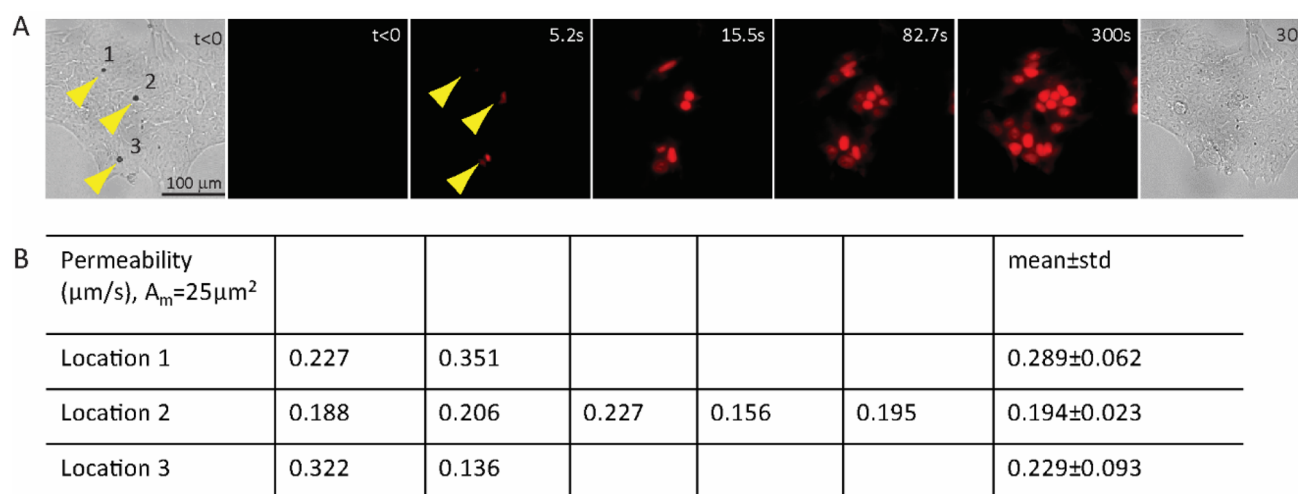 A
t<0
t<0
5.2s
15.5s
82.7s
300s
30
1
2
3
100 µm
B
Permeability
(µm/s), Am=25µm²
mean±std
Location 1 0.227 0.351 0.289±0.062
Location 2 0.188 0.206 0.227 0.156 0.195 0.194±0.023
Location 3 0.322 0.136 0.229±0.093